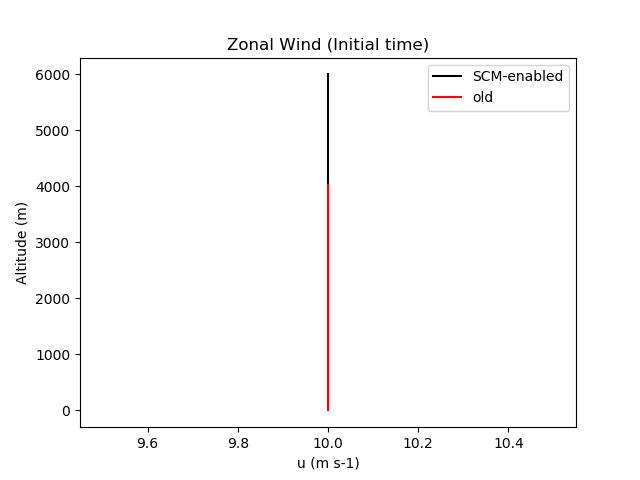 Zonal Wind (Initial time)
SCM-enabled
old
6000
5000
4000
3000
2000
1000
0
Altitude (m)
9.6 9.8 10.0 10.2 10.4
u (m s-1)